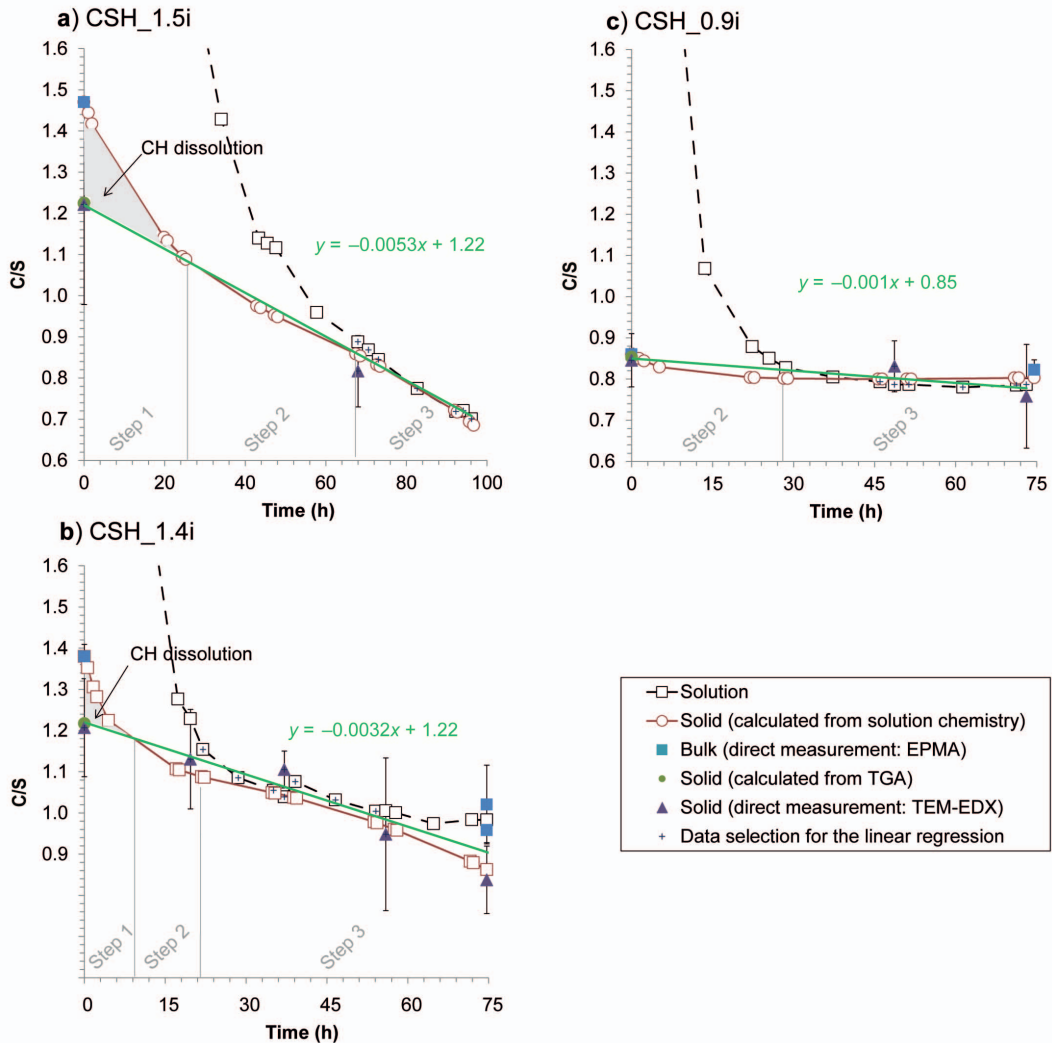 a) CSH_1.5i
1.6
1.5
1.4
1.3
1.2
1.1
1.0
0.9
0.8
0.7
0.6
C/S
CH dissolution
y = −0.0053x + 1.22
Step 1
Step 2
Step 3
0 20 40 60 80 100
Time (h)
c) CSH_0.9i
1.6
1.5
1.4
1.3
1.2
1.1
1.0
0.9
0.8
0.7
0.6
C/S
y = −0.001x + 0.85
Step 2
Step 3
0 15 30 45 60 75
Time (h)
b) CSH_1.4i
1.6
1.5
1.4
1.3
1.2
1.1
1.0
0.9
C/S
CH dissolution
y = −0.0032x + 1.22
Step 1
Step 2
Step 3
0 15 30 45 60 75
Time (h)
Solution
Solid (calculated from solution chemistry)
Bulk (direct measurement: EPMA)
Solid (calculated from TGA)
Solid (direct measurement: TEM-EDX)
Data selection for the linear regression